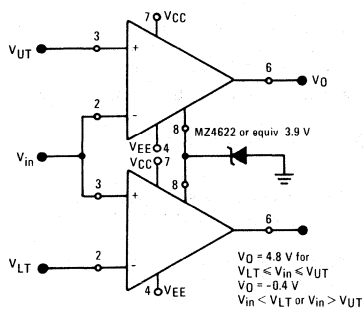 7 VCC
VUT 3 +
6 VO
2 -
8 MZ4622 or equiv 3.9 V
VEE 4
VCC 7
Vin
3 +
8
6
VLT 2 -
4 VEE
VO = 4.8 V for
VLT ≤ Vin ≤ VUT
VO = -0.4 V
Vin < VLT or Vin > VUT